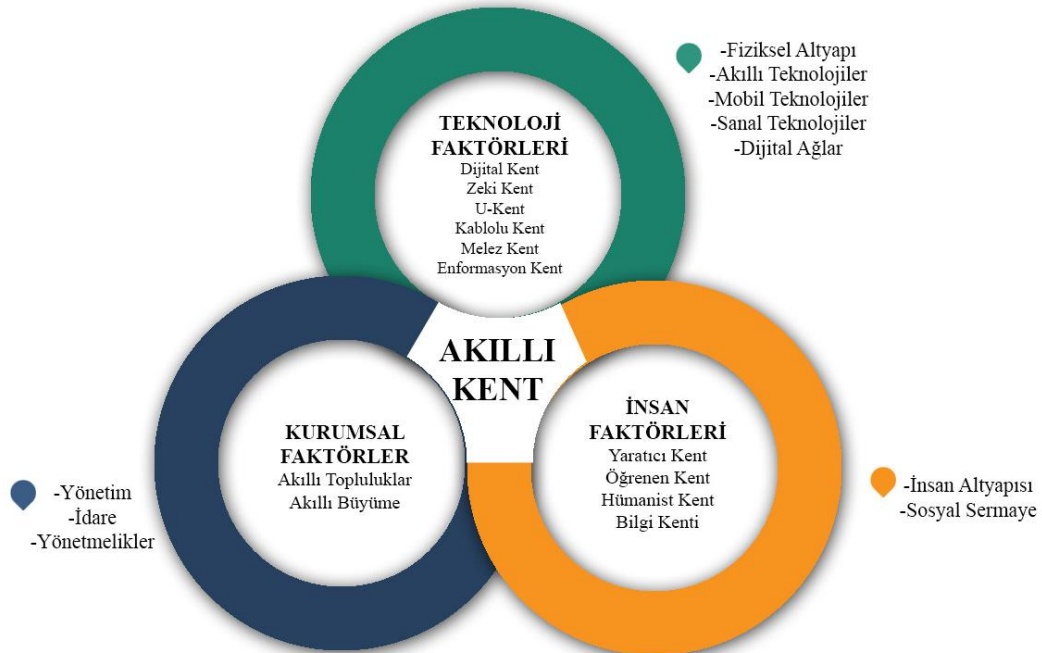 -Fiziksel Altyapı
-Akıllı Teknolojiler
-Mobil Teknolojiler
-Sanal Teknolojiler
-Dijital Ağlar
TEKNOLOJİ
FAKTÖRLERİ
Dijital Kent
Zeki Kent
U-Kent
Kablolu Kent
Melez Kent
Enformasyon Kent
AKILLI
KENT
KURUMSAL
FAKTÖRLER
Akıllı Topluluklar
Akıllı Büyüme
İNSAN
FAKTÖRLERİ
Yaratıcı Kent
Öğrenen Kent
Hümanist Kent
Bilgi Kenti
-Yönetim
-İdare
-Yönetmelikler
-İnsan Altyapısı
-Sosyal Sermaye